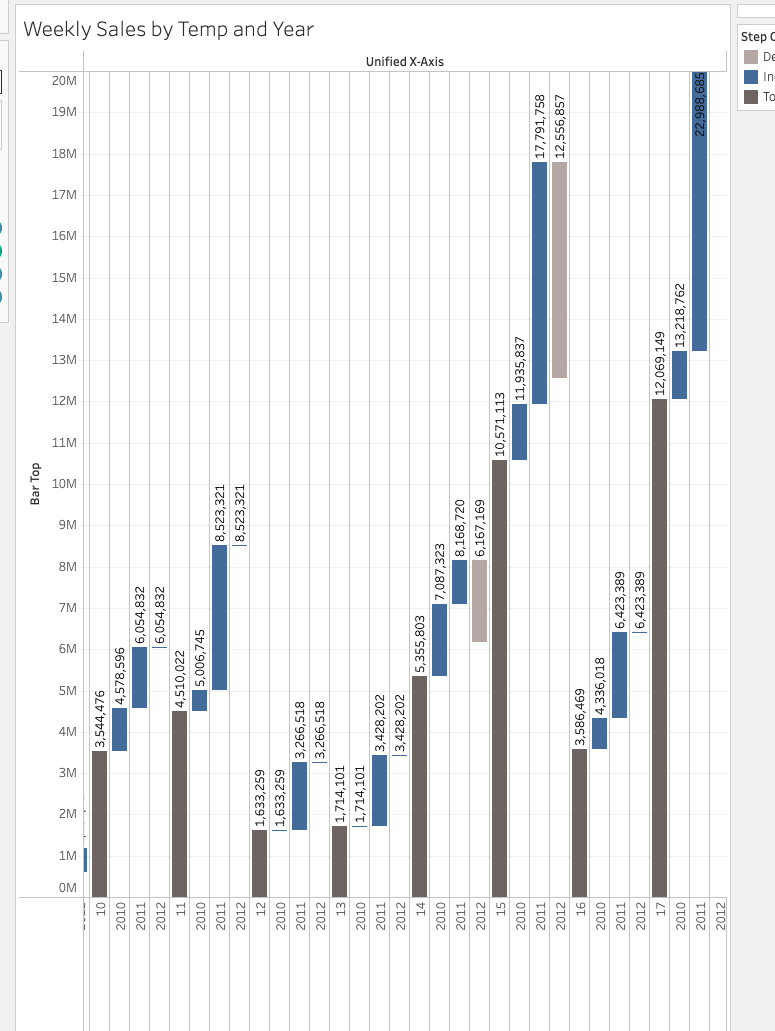 Weekly Sales by Temp and Year
Unified X-Axis
Step
De
In
To
Bar Top
20M
19M
18M
17M
16M
15M
14M
13M
12M
11M
10M
9M
8M
7M
6M
5M
4M
3M
2M
1M
0M
3,544,476
4,578,596
6,054,832
6,054,832
4,510,022
5,006,745
8,523,321
8,523,321
1,633,259
1,633,259
3,266,518
3,266,518
1,714,101
1,714,101
3,428,202
3,428,202
5,355,803
7,087,323
8,168,720
6,167,169
10,571,113
11,935,837
17,791,758
12,556,857
3,586,469
4,336,018
6,423,389
6,423,389
12,069,149
13,218,762
22,988,685
10
2010
2011
2012
11
2010
2011
2012
12
2010
2011
2012
13
2010
2011
2012
14
2010
2011
2012
15
2010
2011
2012
16
2010
2011
2012
17
2010
2011
2012